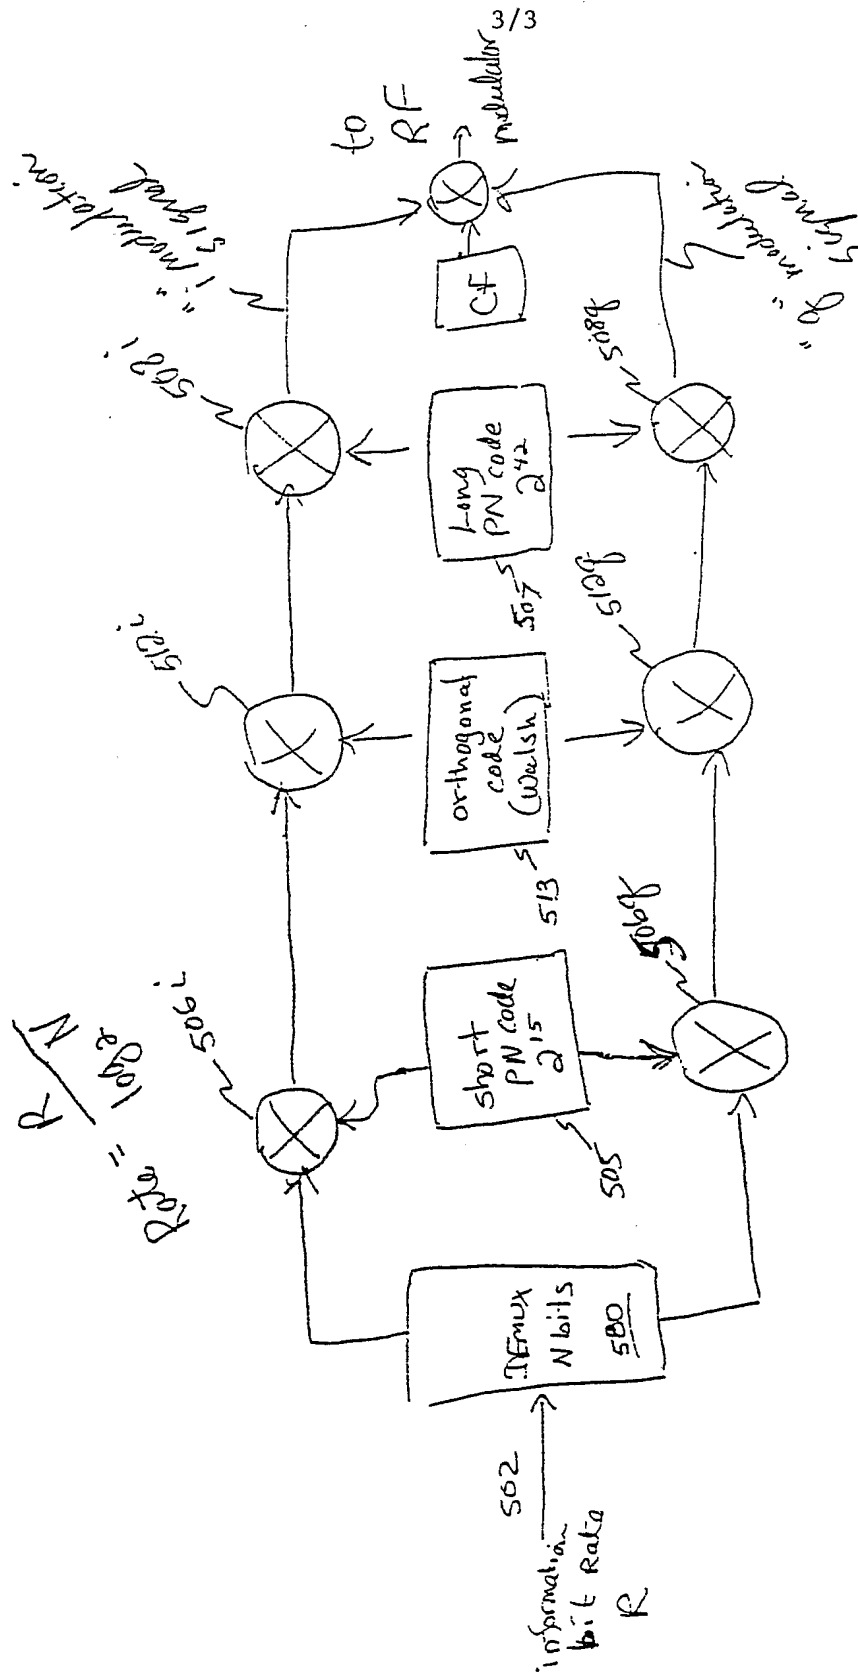 3/3
information
bit Rate
R
502
DEMUX
N bits
580
Rate = R
log2 N
506i
short
PN code
2^15
505
506q
512i
orthogonal
code
(Walsh)
513
512q
508i
Long
PN code
2^42
507
508q
"i" modulation
signal
CF
"q" modulation
signal
to
RF
modulator